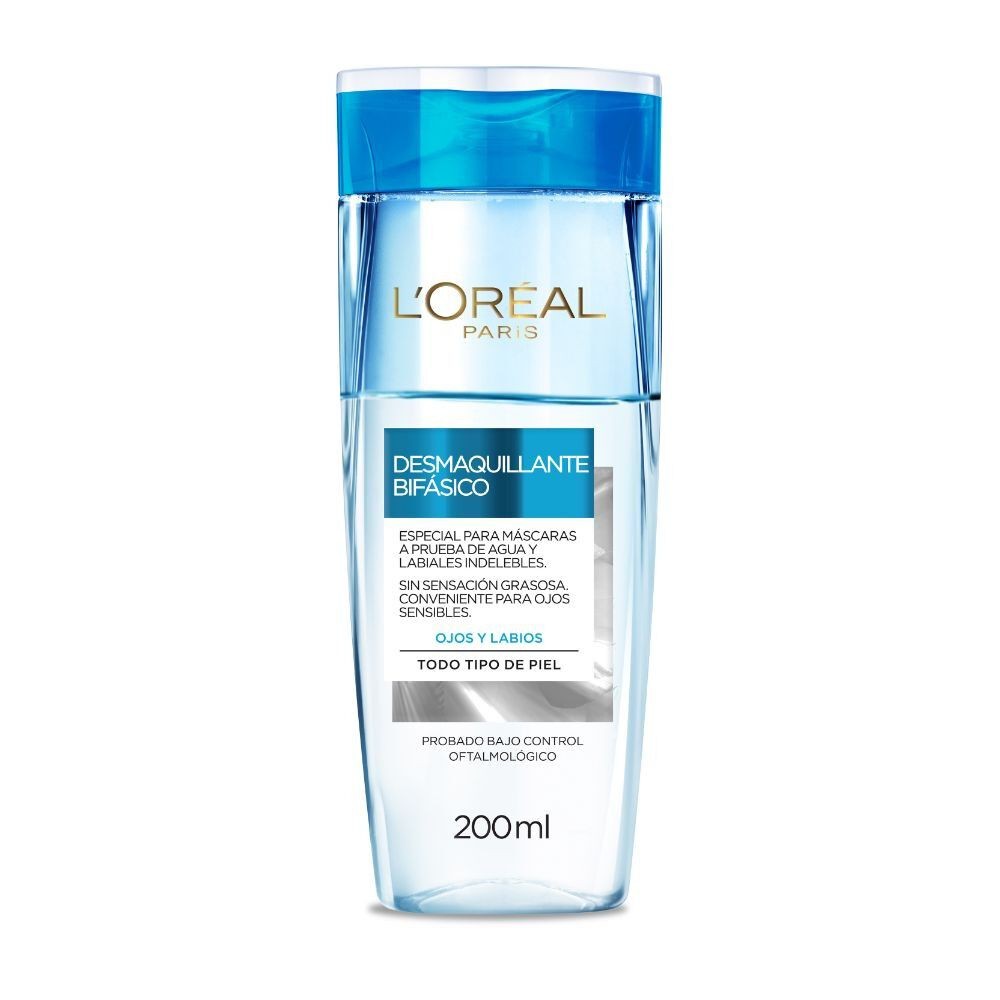 L'ORÉAL
PARiS
DESMAQUILLANTE
BIFÁSICO
ESPECIAL PARA MÁSCARAS
A PRUEBA DE AGUA Y
LABIALES INDELEBLES.
SIN SENSACIÓN GRASOSA.
CONVENIENTE PARA OJOS
SENSIBLES.
OJOS Y LABIOS
TODO TIPO DE PIEL
PROBADO BAJO CONTROL
OFTALMOLÓGICO
200ml